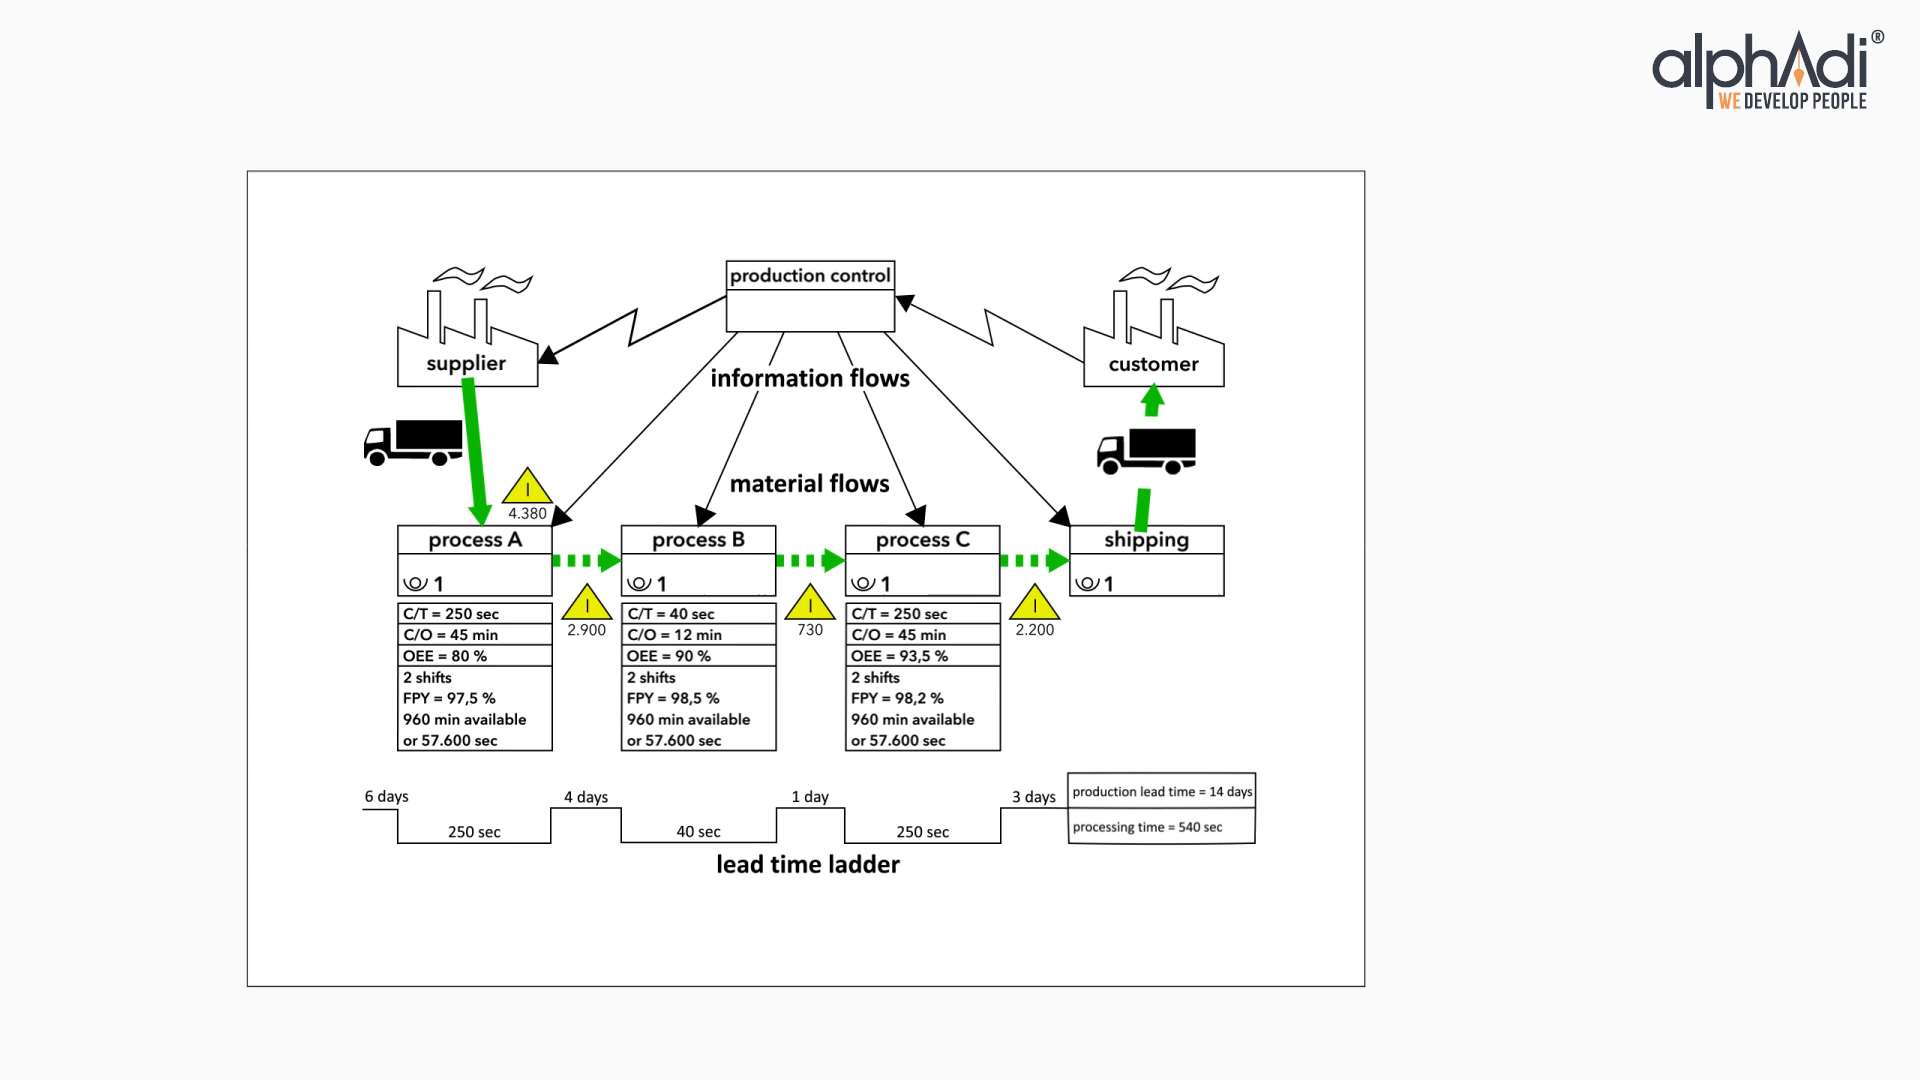 alphAdi®
WE DEVELOP PEOPLE
production control
supplier
customer
information flows
material flows
I
4.380
process A
process B
process C
shipping
1
1
1
1
I
2.900
I
730
I
2.200
C/T = 250 sec
C/O = 45 min
OEE = 80 %
2 shifts
FPY = 97,5 %
960 min available
or 57.600 sec
C/T = 40 sec
C/O = 12 min
OEE = 90 %
2 shifts
FPY = 98,5 %
960 min available
or 57.600 sec
C/T = 250 sec
C/O = 45 min
OEE = 93,5 %
2 shifts
FPY = 98,2 %
960 min available
or 57.600 sec
6 days
4 days
1 day
3 days
production lead time = 14 days
250 sec
40 sec
250 sec
processing time = 540 sec
lead time ladder